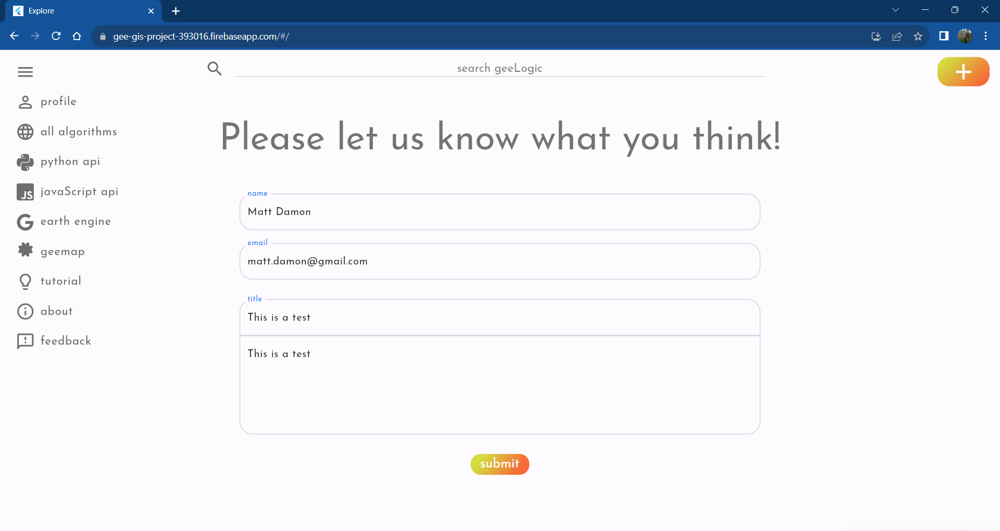 Explore
gee-gis-project-393016.firebaseapp.com/#/
search geeLogic
profile
all algorithms
python api
JS javaScript api
G earth engine
geemap
tutorial
about
feedback
Please let us know what you think!
name
Matt Damon
email
matt.damon@gmail.com
title
This is a test
This is a test
submit